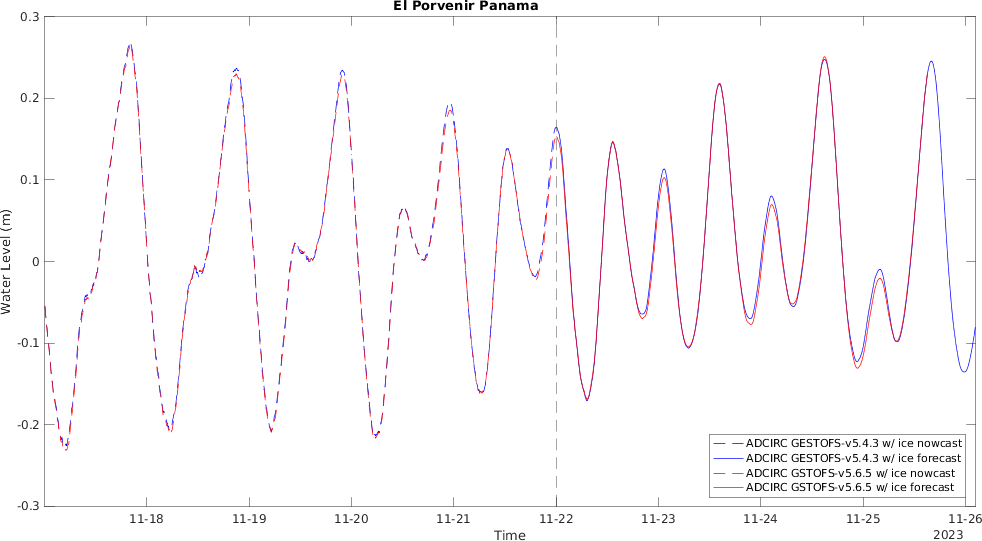 El Porvenir Panama
Water Level (m)
0.3
0.2
0.1
0
-0.1
-0.2
-0.3
11-18
11-19
11-20
11-21
11-22
11-23
11-24
11-25
11-26
Time
2023
ADCIRC GESTOFS-v5.4.3 w/ ice nowcast
ADCIRC GESTOFS-v5.4.3 w/ ice forecast
ADCIRC GSTOFS-v5.6.5 w/ ice nowcast
ADCIRC GSTOFS-v5.6.5 w/ ice forecast